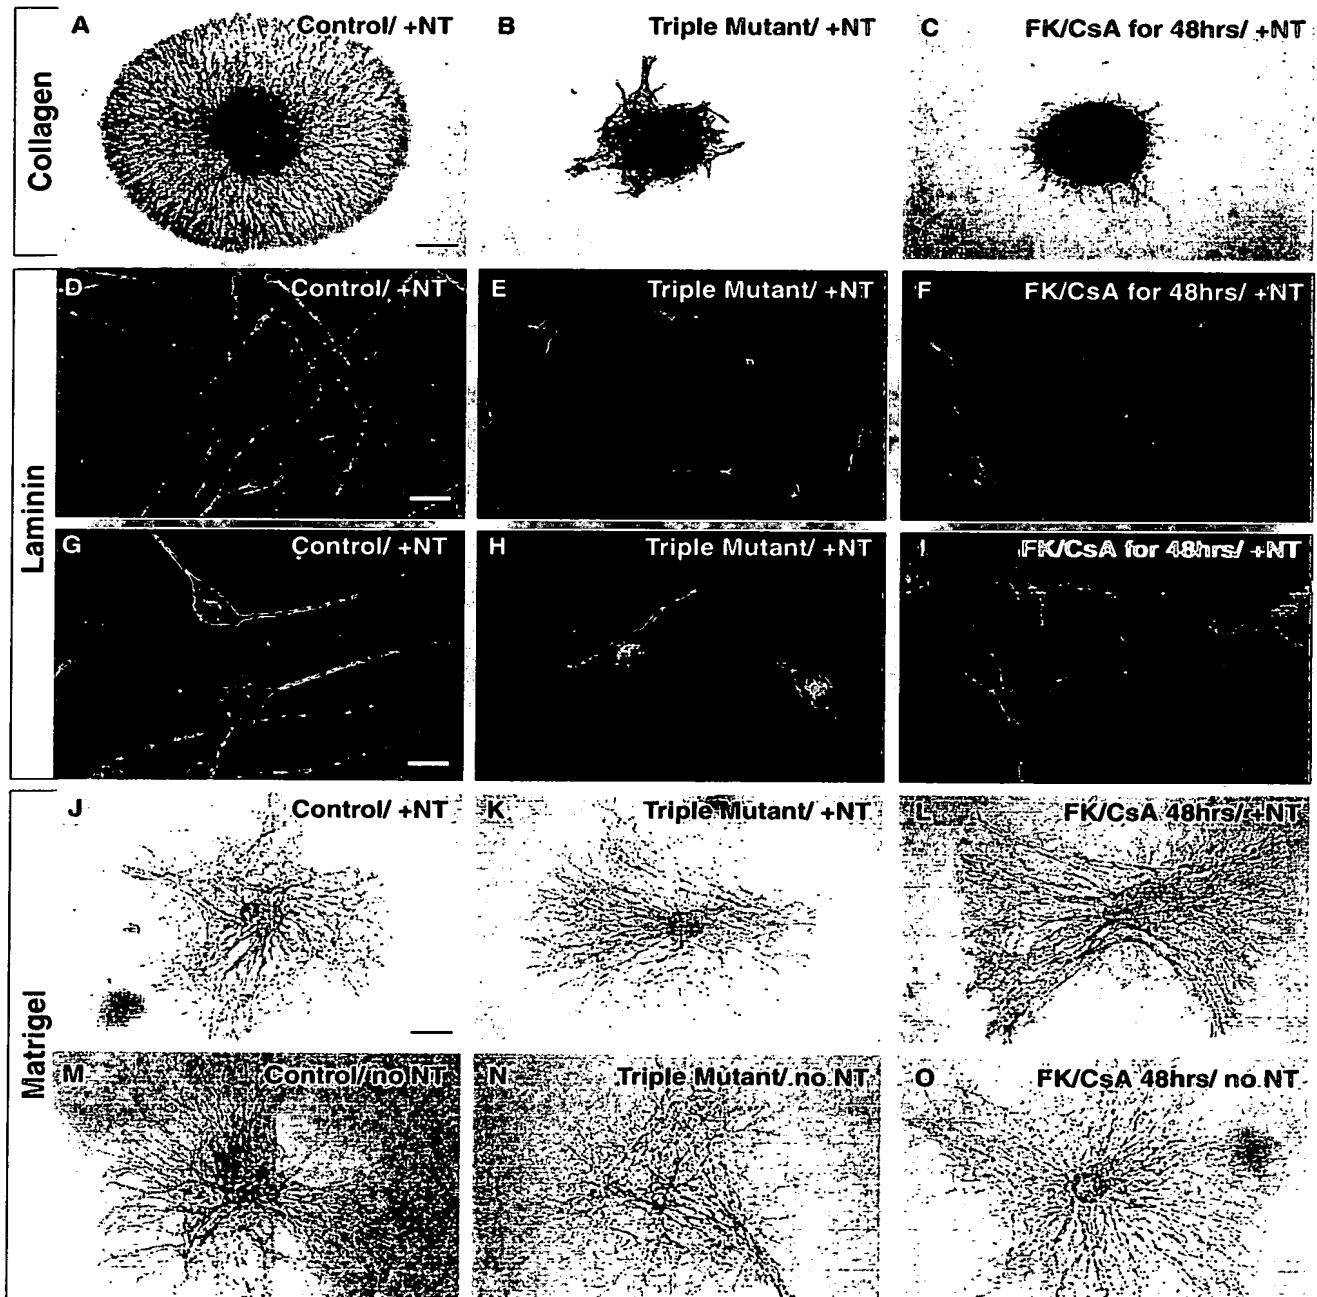 Collagen
A Control/ +NT
B Triple Mutant/ +NT
C FK/CsA for 48hrs/ +NT
Laminin
D Control/ +NT
E Triple Mutant/ +NT
F FK/CsA for 48hrs/ +NT
G Control/ +NT
H Triple Mutant/ +NT
I FK/CsA for 48hrs/ +NT
Matrigel
J Control/ +NT
K Triple Mutant/ +NT
L FK/CsA 48hrs/ +NT
M Control/ no NT
N Triple Mutant/ no NT
O FK/CsA 48hrs/ no NT